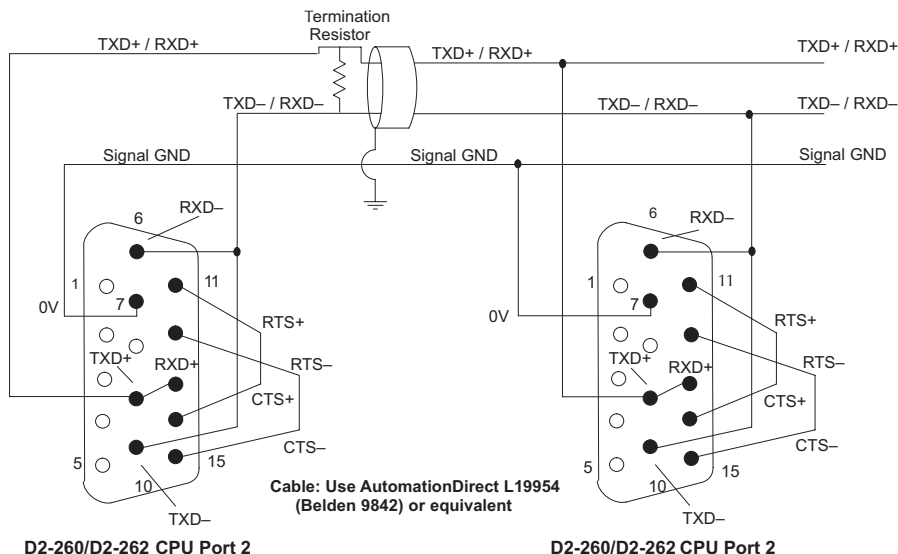 Termination
Resistor
TXD+ / RXD+
TXD+ / RXD+
TXD+ / RXD+
TXD– / RXD–
TXD– / RXD–
TXD– / RXD–
Signal GND
Signal GND
Signal GND
6
RXD–
1
11
7
0V
RTS+
TXD+
RXD+
RTS–
CTS+
CTS–
5
15
10
TXD–
6
RXD–
1
11
7
0V
RTS+
TXD+
RXD+
RTS–
CTS+
CTS–
5
15
10
TXD–
Cable: Use AutomationDirect L19954
(Belden 9842) or equivalent
D2-260/D2-262 CPU Port 2
D2-260/D2-262 CPU Port 2